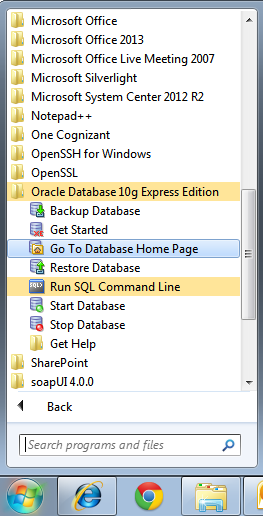 Microsoft Office
Microsoft Office 2013
Microsoft Office Live Meeting 2007
Microsoft Silverlight
Microsoft System Center 2012 R2
Notepad++
One Cognizant
OpenSSH for Windows
OpenSSL
Oracle Database 10g Express Edition
Backup Database
Get Started
Go To Database Home Page
Restore Database
Run SQL Command Line
Start Database
Stop Database
Get Help
SharePoint
soapUI 4.0.0
Back
Search programs and files